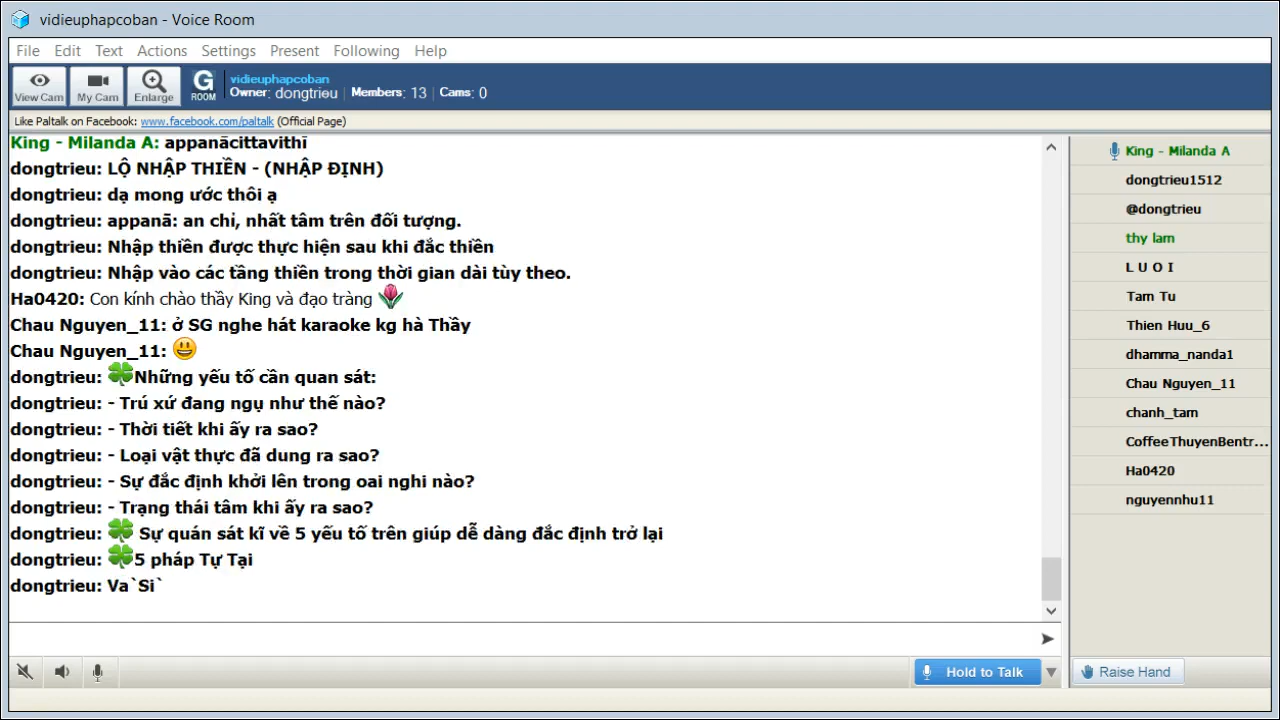 vidieuphapcoban - Voice Room
File Edit Text Actions Settings Present Following Help
View Cam My Cam Enlarge G ROOM vidieuphapcoban
Owner: dongtrieu Members: 13 Cams: 0
Like Paltalk on Facebook: www.facebook.com/paltalk (Official Page)
King - Milanda A: appanācittavithī
dongtrieu: LỘ NHẬP THIỀN - (NHẬP ĐỊNH)
dongtrieu: dạ mong ước thôi ạ
dongtrieu: appanā: an chỉ, nhất tâm trên đối tượng.
dongtrieu: Nhập thiền được thực hiện sau khi đắc thiền
dongtrieu: Nhập vào các tầng thiền trong thời gian dài tùy theo.
Ha0420: Con kính chào thầy King và đạo tràng
Chau Nguyen_11: ở SG nghe hát karaoke kg hà Thầy
Chau Nguyen_11:
dongtrieu: Những yếu tố cần quan sát:
dongtrieu: - Trú xứ đang ngụ như thế nào?
dongtrieu: - Thời tiết khi ấy ra sao?
dongtrieu: - Loại vật thực đã dung ra sao?
dongtrieu: - Sự đắc định khởi lên trong oai nghi nào?
dongtrieu: - Trạng thái tâm khi ấy ra sao?
dongtrieu: Sự quán sát kĩ về 5 yếu tố trên giúp dễ dàng đắc định trở lại
dongtrieu: 5 pháp Tự Tại
dongtrieu: Va`Si`
King - Milanda A
dongtrieu1512
@dongtrieu
thy lam
L U O I
Tam Tu
Thien Huu_6
dhamma_nanda1
Chau Nguyen_11
chanh_tam
CoffeeThuyenBentr...
Ha0420
nguyennhu11
Hold to Talk
Raise Hand